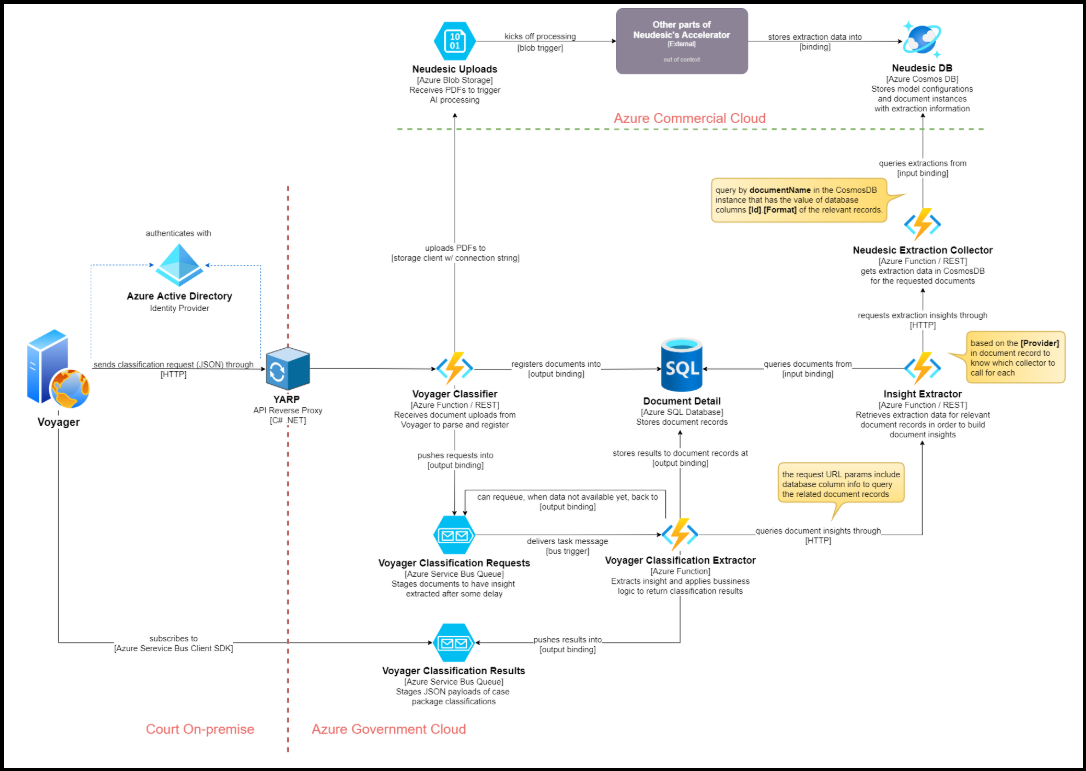 Other parts of
Neudesic's Accelerator
[External]
out of context
kicks off processing
[blob trigger]
stores extraction data into
[binding]
Neudesic Uploads
[Azure Blob Storage]
Receives PDFs to trigger
AI processing
Neudesic DB
[Azure Cosmos DB]
Stores model configurations
and document instances
with extraction information
Azure Commercial Cloud
queries extractions from
[input binding]
query by documentName in the CosmosDB
instance that has the value of database
columns [Id].[Format] of the relevant records.
authenticates with
Azure Active Directory
Identity Provider
uploads PDFs to
[storage client w/ connection string]
Neudesic Extraction Collector
[Azure Function / REST]
gets extraction data in CosmosDB
for the requested documents
requests extraction insights through
[HTTP]
based on the [Provider]
in document record to
know which collector to
call for each
sends classification request (JSON) through
[HTTP]
registers documents into
[output binding]
SQL
queries documents from
[input binding]
Voyager
YARP
API Reverse Proxy
[C# .NET]
Voyager Classifier
[Azure Function / REST]
Receives document uploads from
Voyager to parse and register
Document Detail
[Azure SQL Database]
Stores document records
Insight Extractor
[Azure Function / REST]
Retrieves extraction data for relevant
document records in order to build
document insights
pushes requests into
[output binding]
stores results to document records at
[output binding]
the request URL params include
database column info to query
the related document records
can requeue, when data not available yet, back to
[output binding]
delivers task message
[bus trigger]
queries document insights through
[HTTP]
Voyager Classification Requests
[Azure Service Bus Queue]
Stages documents to have insight
extracted after some delay
Voyager Classification Extractor
[Azure Function]
Extracts insight and applies bussiness
logic to return classification results
subscribes to
[Azure Serevice Bus Client SDK]
pushes results into
[output binding]
Voyager Classification Results
[Azure Service Bus Queue]
Stages JSON payloads of case
package classifications
Court On-premise
Azure Government Cloud